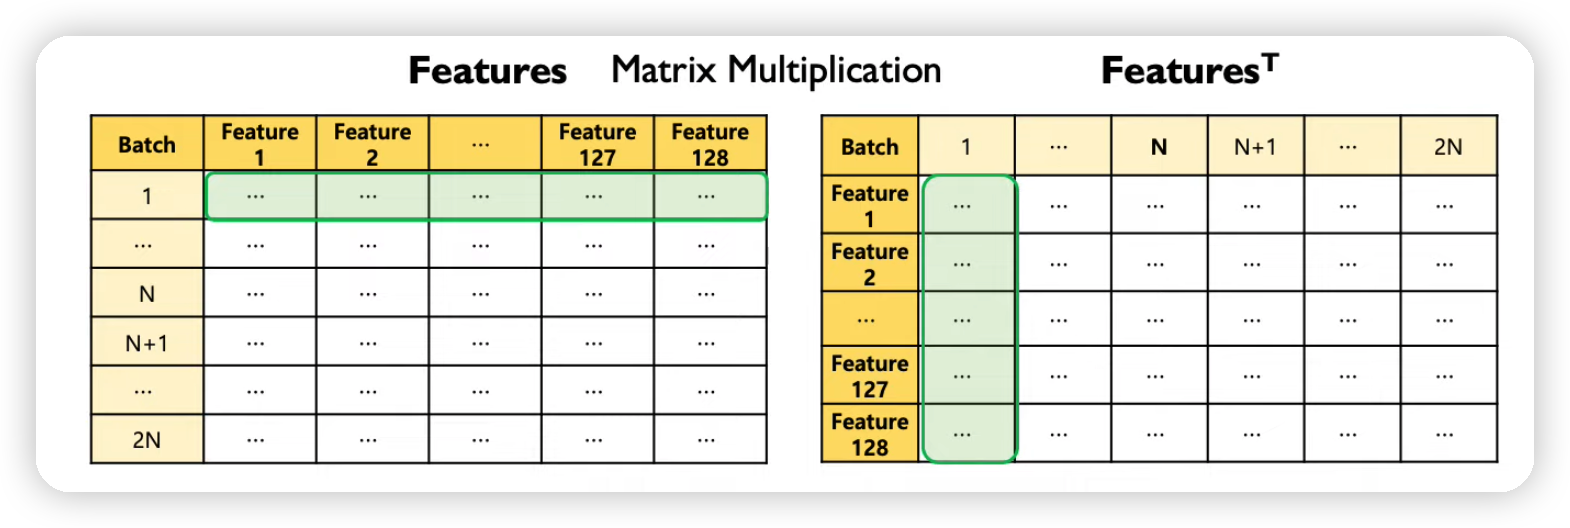 Features Matrix Multiplication Featuresᵀ
Batch Feature 1 Feature 2 ... Feature 127 Feature 128
1 ... ... ... ... ...
... ... ... ... ... ...
N ... ... ... ... ...
N+1 ... ... ... ... ...
... ... ... ... ... ...
2N ... ... ... ... ...
Batch 1 ... N N+1 ... 2N
Feature 1 ... ... ... ... ... ...
Feature 2 ... ... ... ... ... ...
... ... ... ... ... ... ...
Feature 127 ... ... ... ... ... ...
Feature 128 ... ... ... ... ... ...